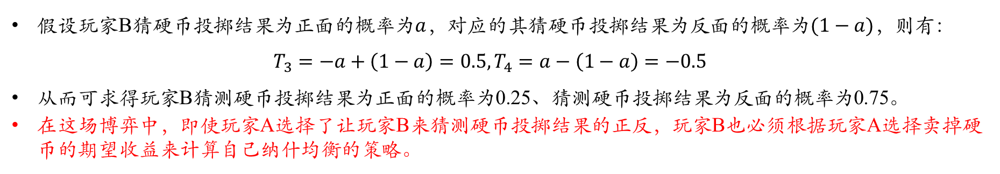 • 假设玩家B猜硬币投掷结果为正面的概率为a，对应的其猜硬币投掷结果为反面的概率为(1 − a)，则有：
T₃ = −a + (1 − a) = 0.5, T₄ = a − (1 − a) = −0.5
• 从而可求得玩家B猜测硬币投掷结果为正面的概率为0.25、猜测硬币投掷结果为反面的概率为0.75。
• 在这场博弈中，即使玩家A选择了让玩家B来猜测硬币投掷结果的正反，玩家B也必须根据玩家A选择卖掉硬
币的期望收益来计算自己纳什均衡的策略。